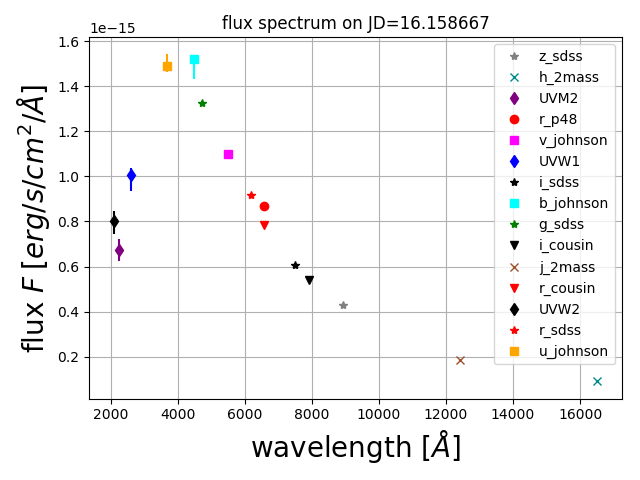 flux spectrum on JD=16.158667
1e−15
1.6
1.4
1.2
1.0
0.8
0.6
0.4
0.2
flux F [erg/s/cm²/Å]
z_sdss
h_2mass
UVM2
r_p48
v_johnson
UVW1
i_sdss
b_johnson
g_sdss
i_cousin
j_2mass
r_cousin
UVW2
r_sdss
u_johnson
2000 4000 6000 8000 10000 12000 14000 16000
wavelength [Å]